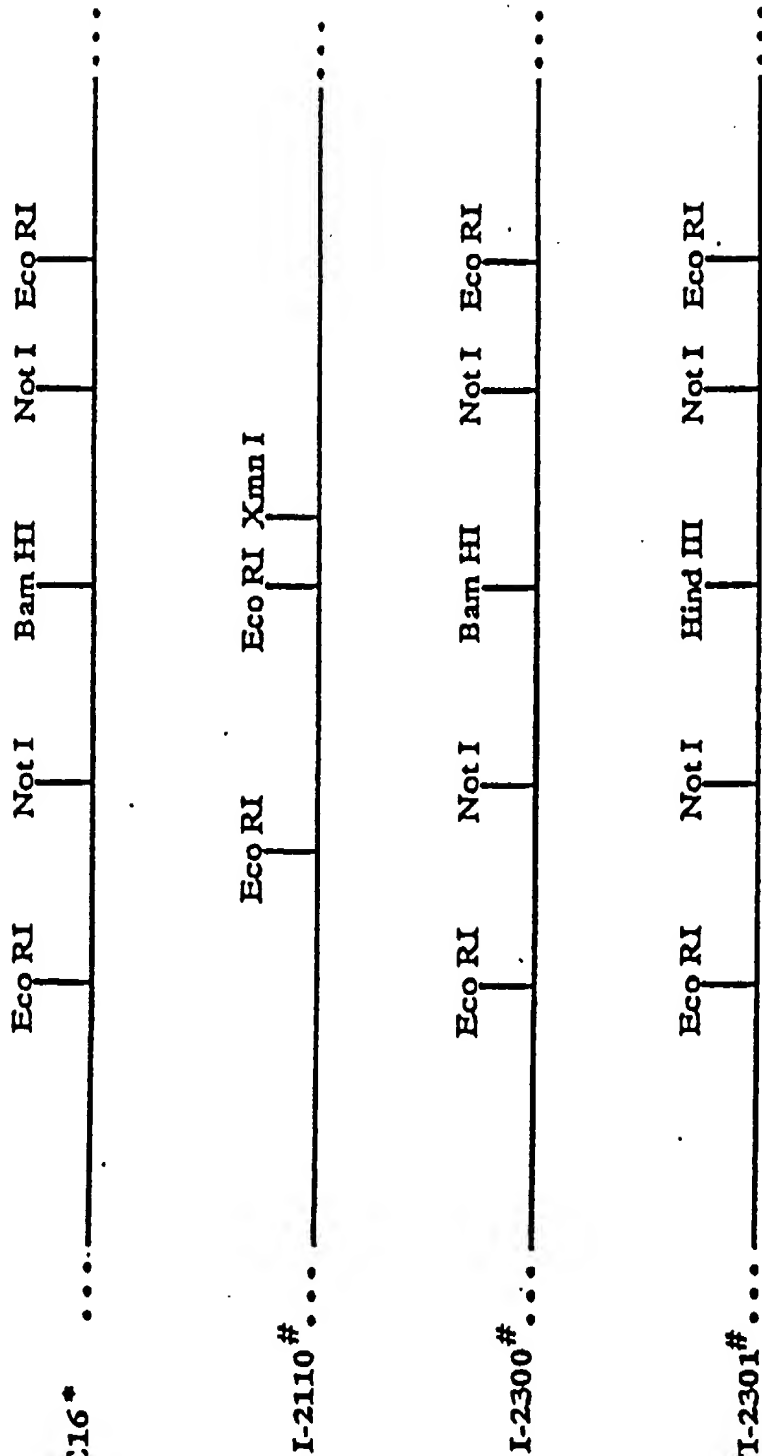 Eco RI Not I Bam HI Not I Eco RI
Eco RI Eco RI Xmn I
I-2110# ....
Eco RI Not I Bam HI Not I Eco RI
I-2300# ....
Eco RI Not I Hind III Not I Eco RI
I-2301# ....